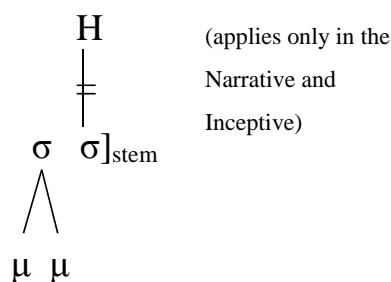 H
(applies only in the
Narrative and
Inceptive)
σ σ]stem
μ μ